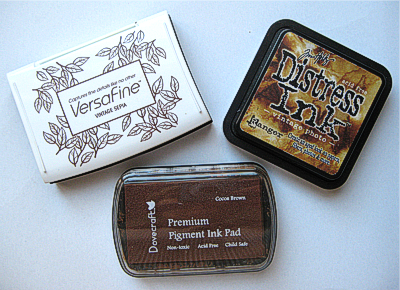 Captures fine details like no other
VersaFine
VINTAGE SEPIA
Distress
Ink
vintage photo
Ranger
Dovecraft
Cocoa Brown
Premium
Pigment Ink Pad
Non-toxic Acid Free Child Safe